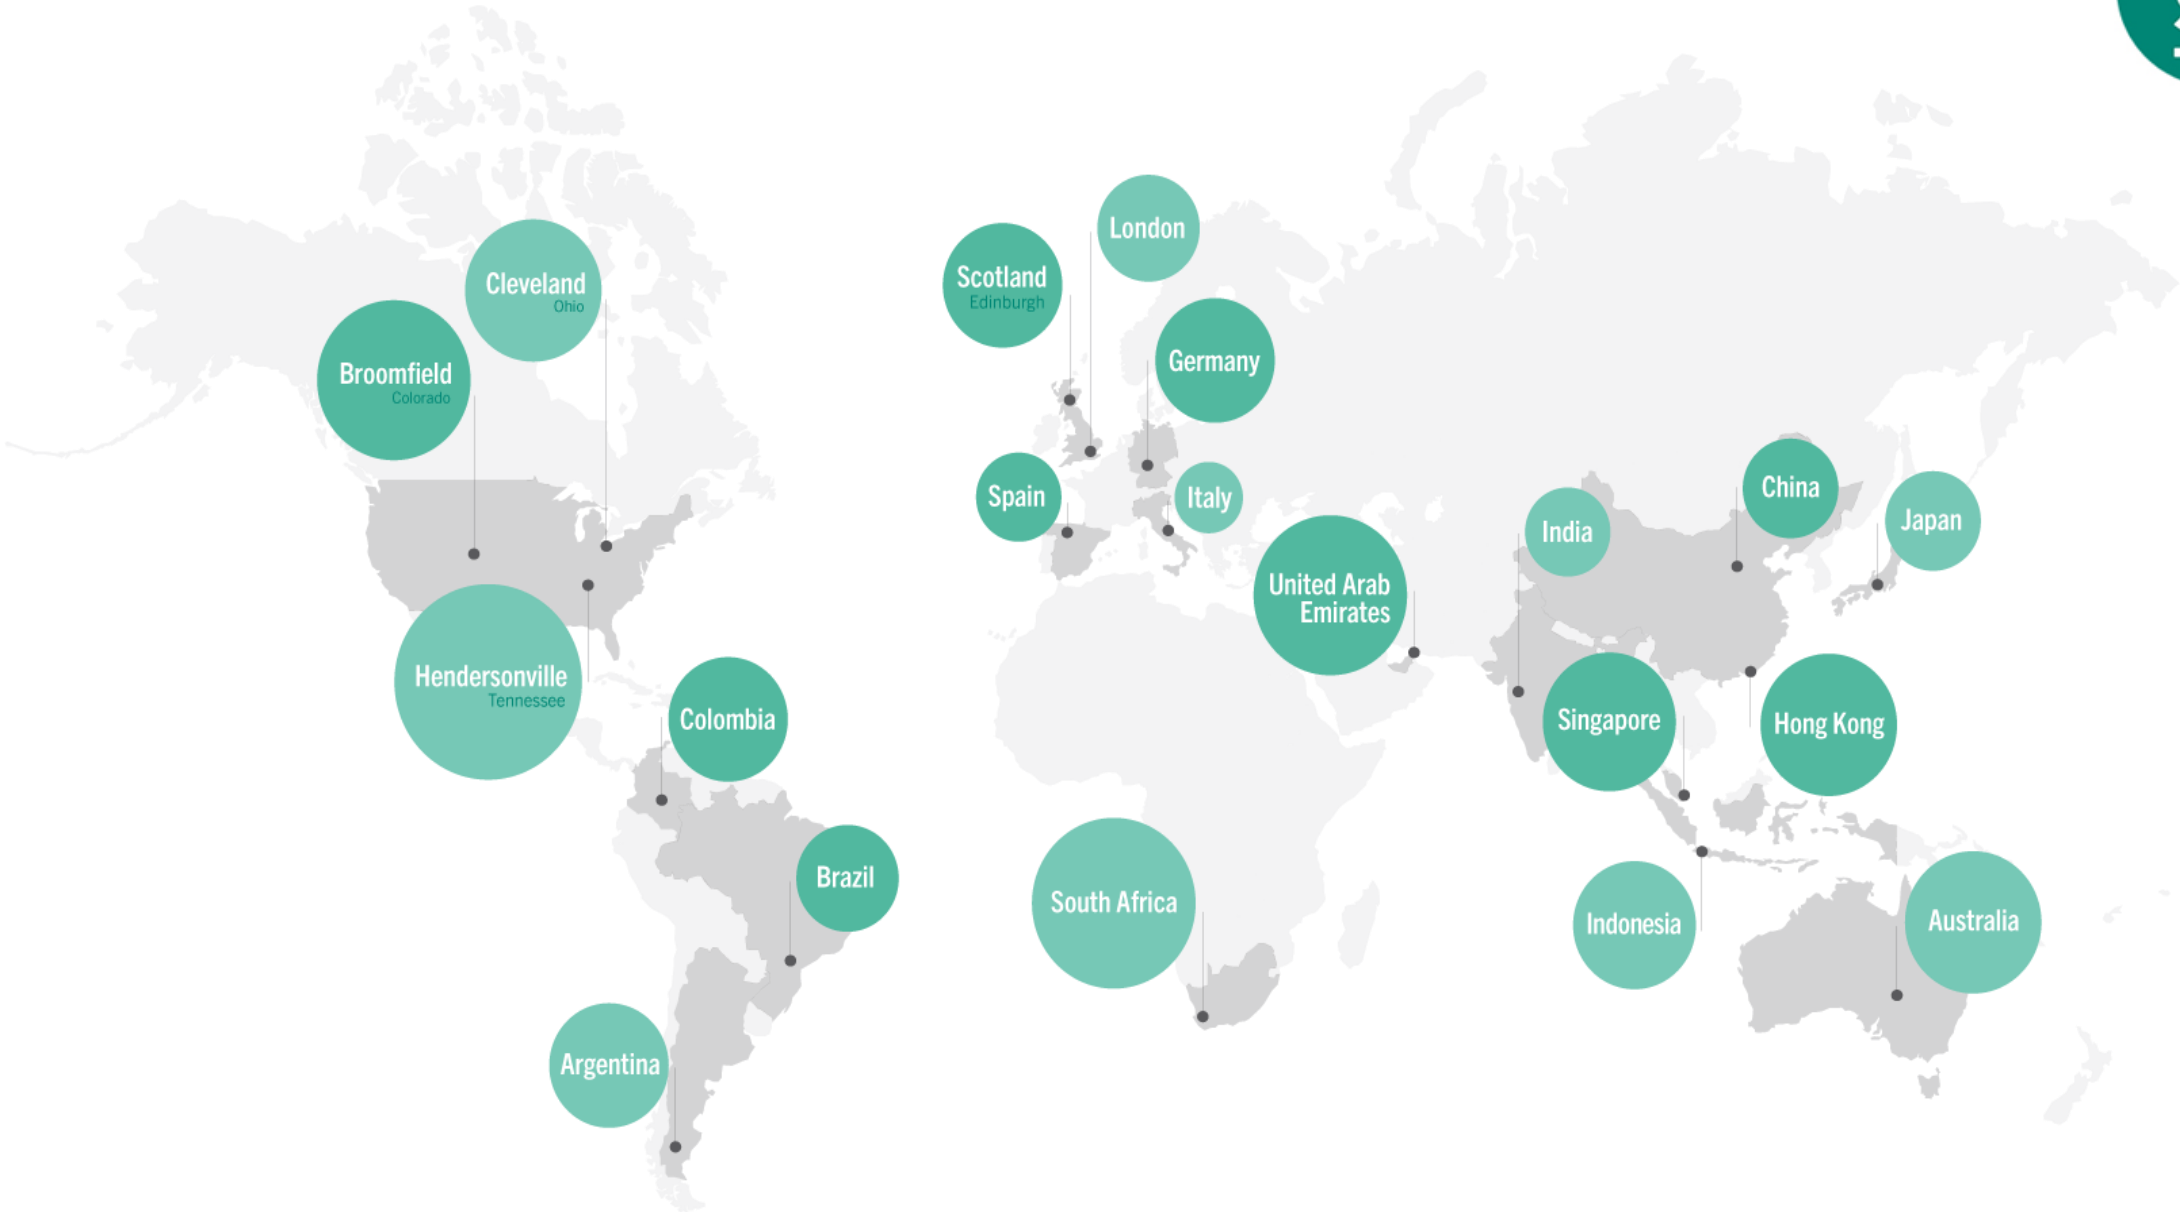 London
Scotland
Edinburgh
Cleveland
Ohio
Germany
Broomfield
Colorado
China
Spain
Italy
Japan
India
United Arab
Emirates
Hendersonville
Tennessee
Colombia
Singapore
Hong Kong
Brazil
South Africa
Indonesia
Australia
Argentina